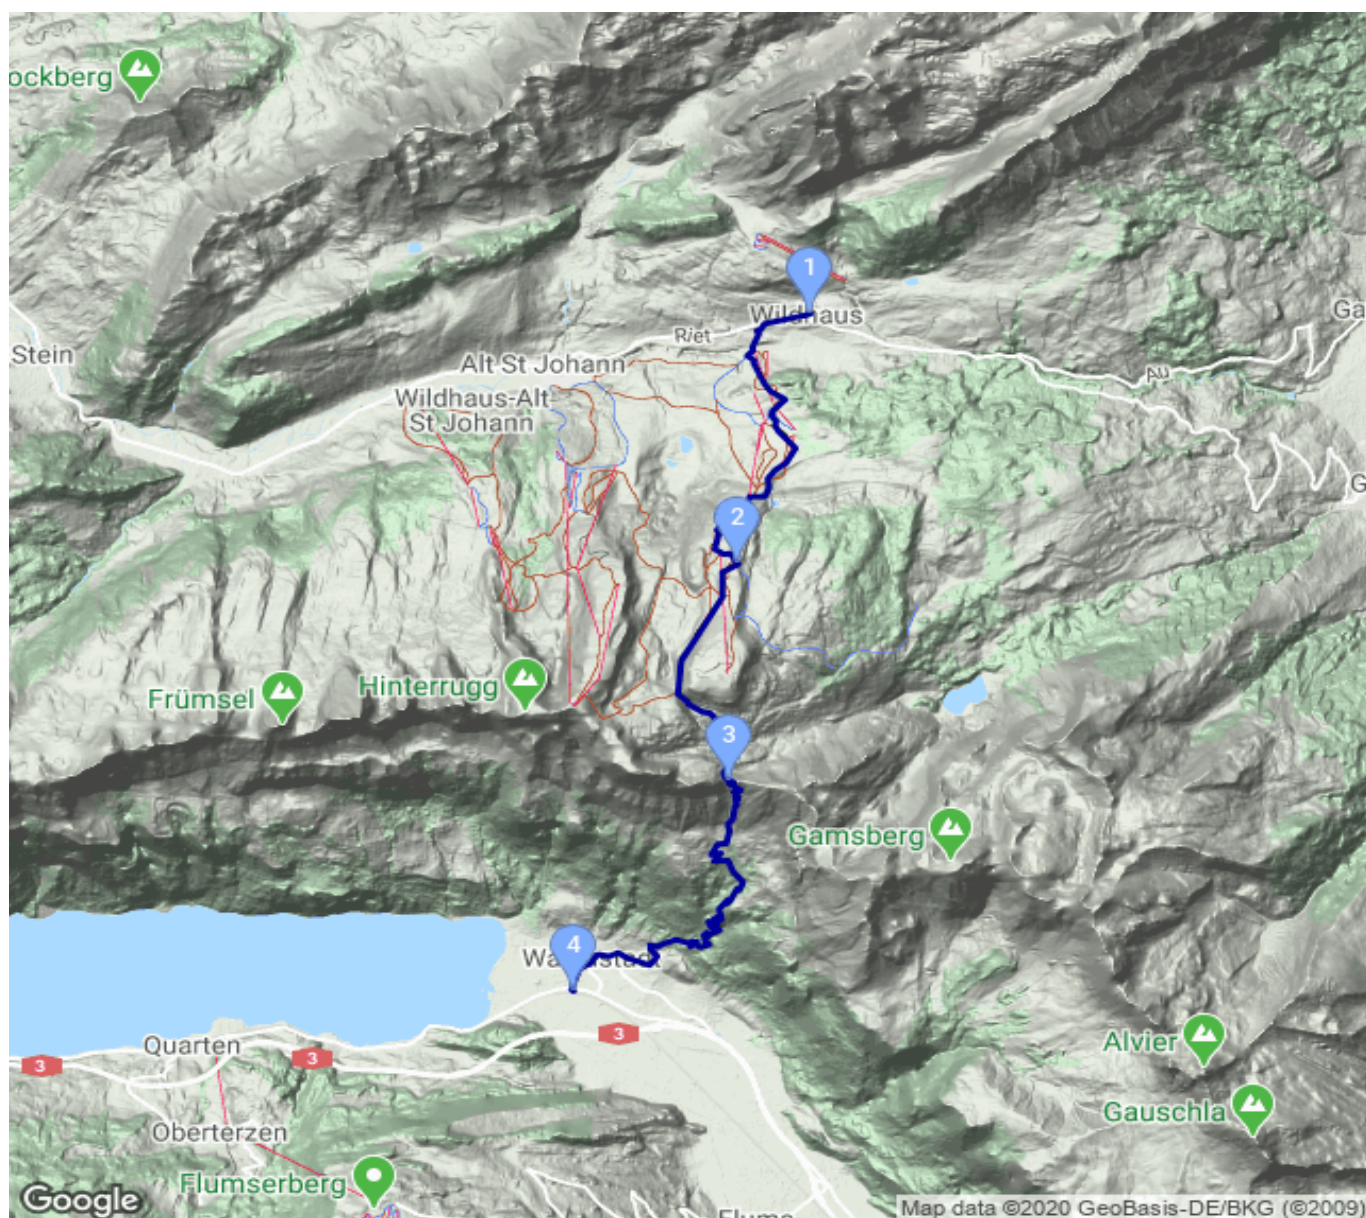 ockberg
1
Wildhaus
Ga
Riet
Stein
Alt St Johann
Au
Wildhaus-Alt
St Johann
G
2
Hinterrugg
Frümsel
3
Gamsberg
4
3
Quarten
3
3
Alvier
Gauschla
Oberterzen
Flumserberg
Google
Map data ©2020 GeoBasis-DE/BKG (©2009)